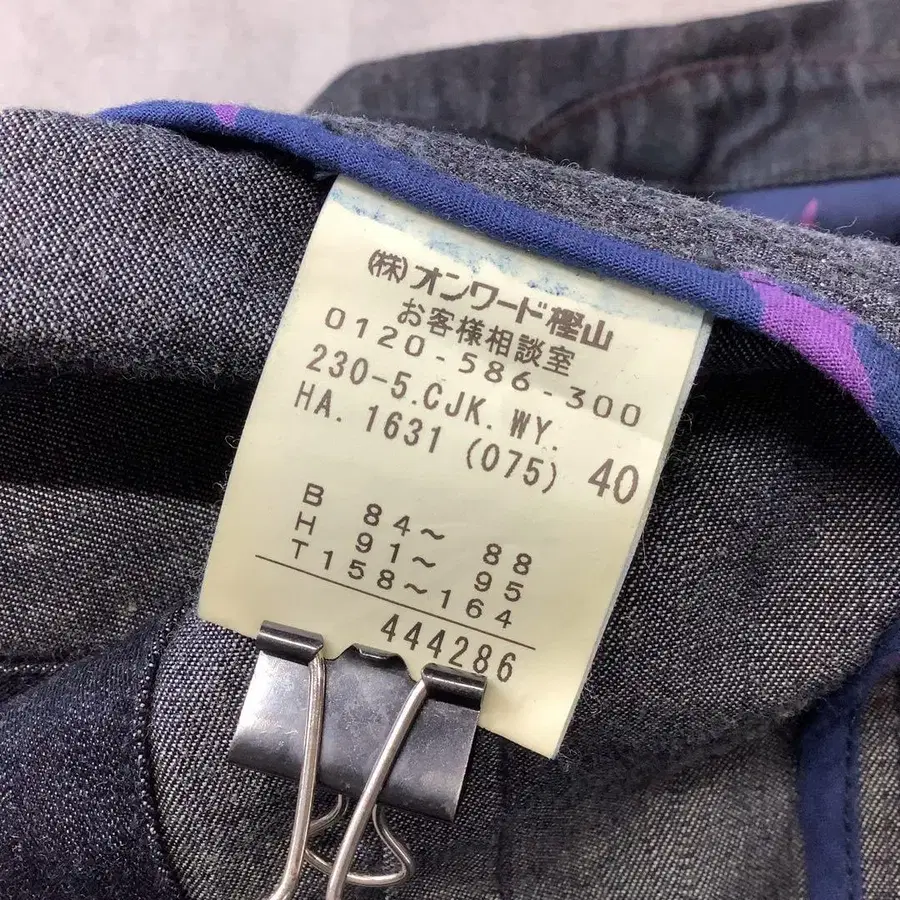 (株)オンワード樫山
お客様相談室
0120-586-300
230-5.CJK.WY.
HA. 1631 (075) 40
B 84～ 88
H 91～ 95
T158～164
444286